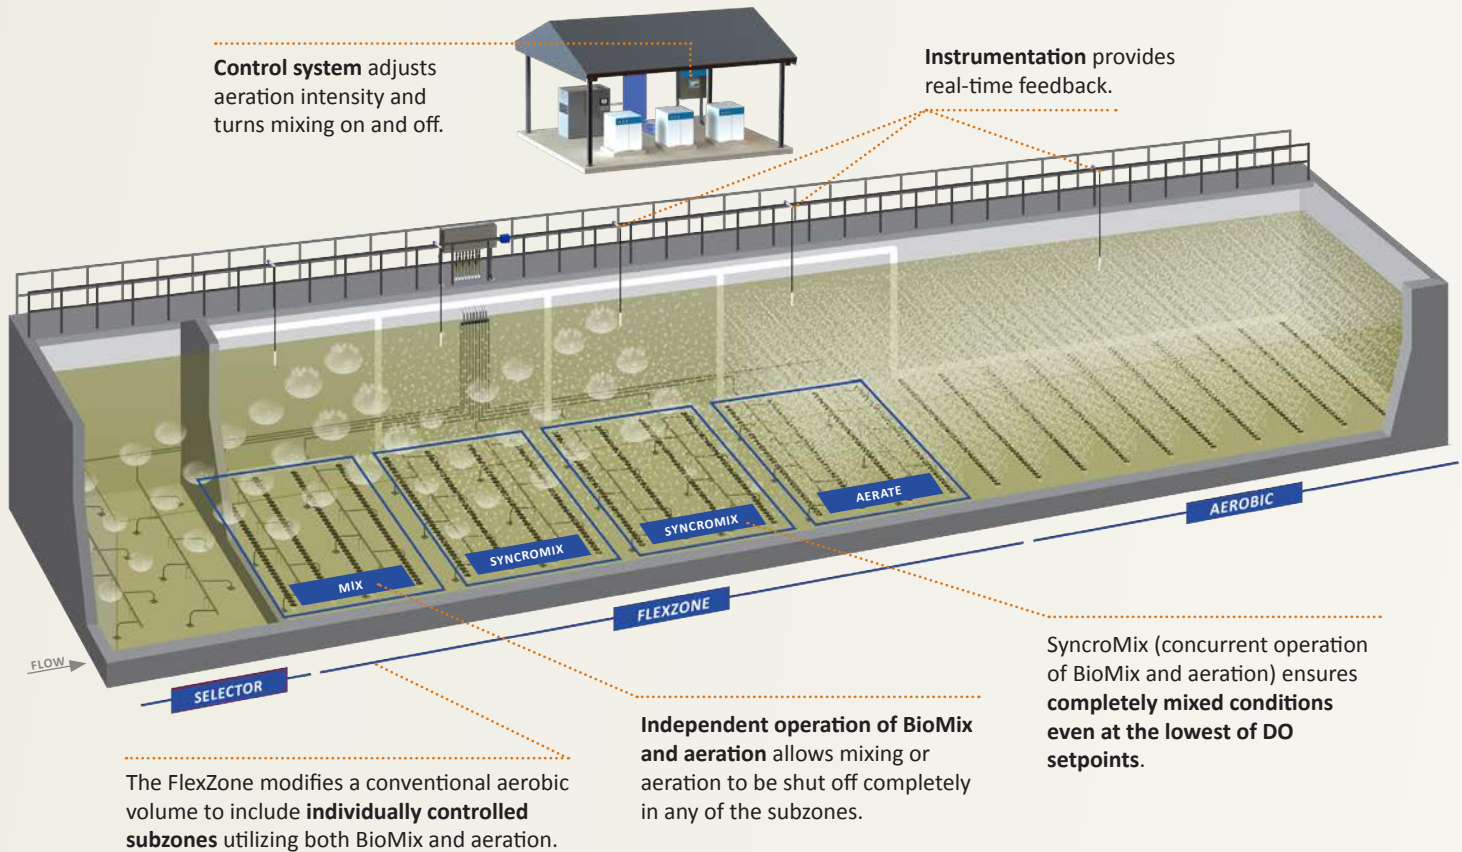 Control system adjusts
aeration intensity and
turns mixing on and off.
Instrumentation provides
real-time feedback.
MIX
SYNCROMIX
SYNCROMIX
AERATE
AEROBIC
FLEXZONE
SELECTOR
FLOW
The FlexZone modifies a conventional aerobic
volume to include individually controlled
subzones utilizing both BioMix and aeration.
Independent operation of BioMix
and aeration allows mixing or
aeration to be shut off completely
in any of the subzones.
SyncroMix (concurrent operation
of BioMix and aeration) ensures
completely mixed conditions
even at the lowest of DO
setpoints.